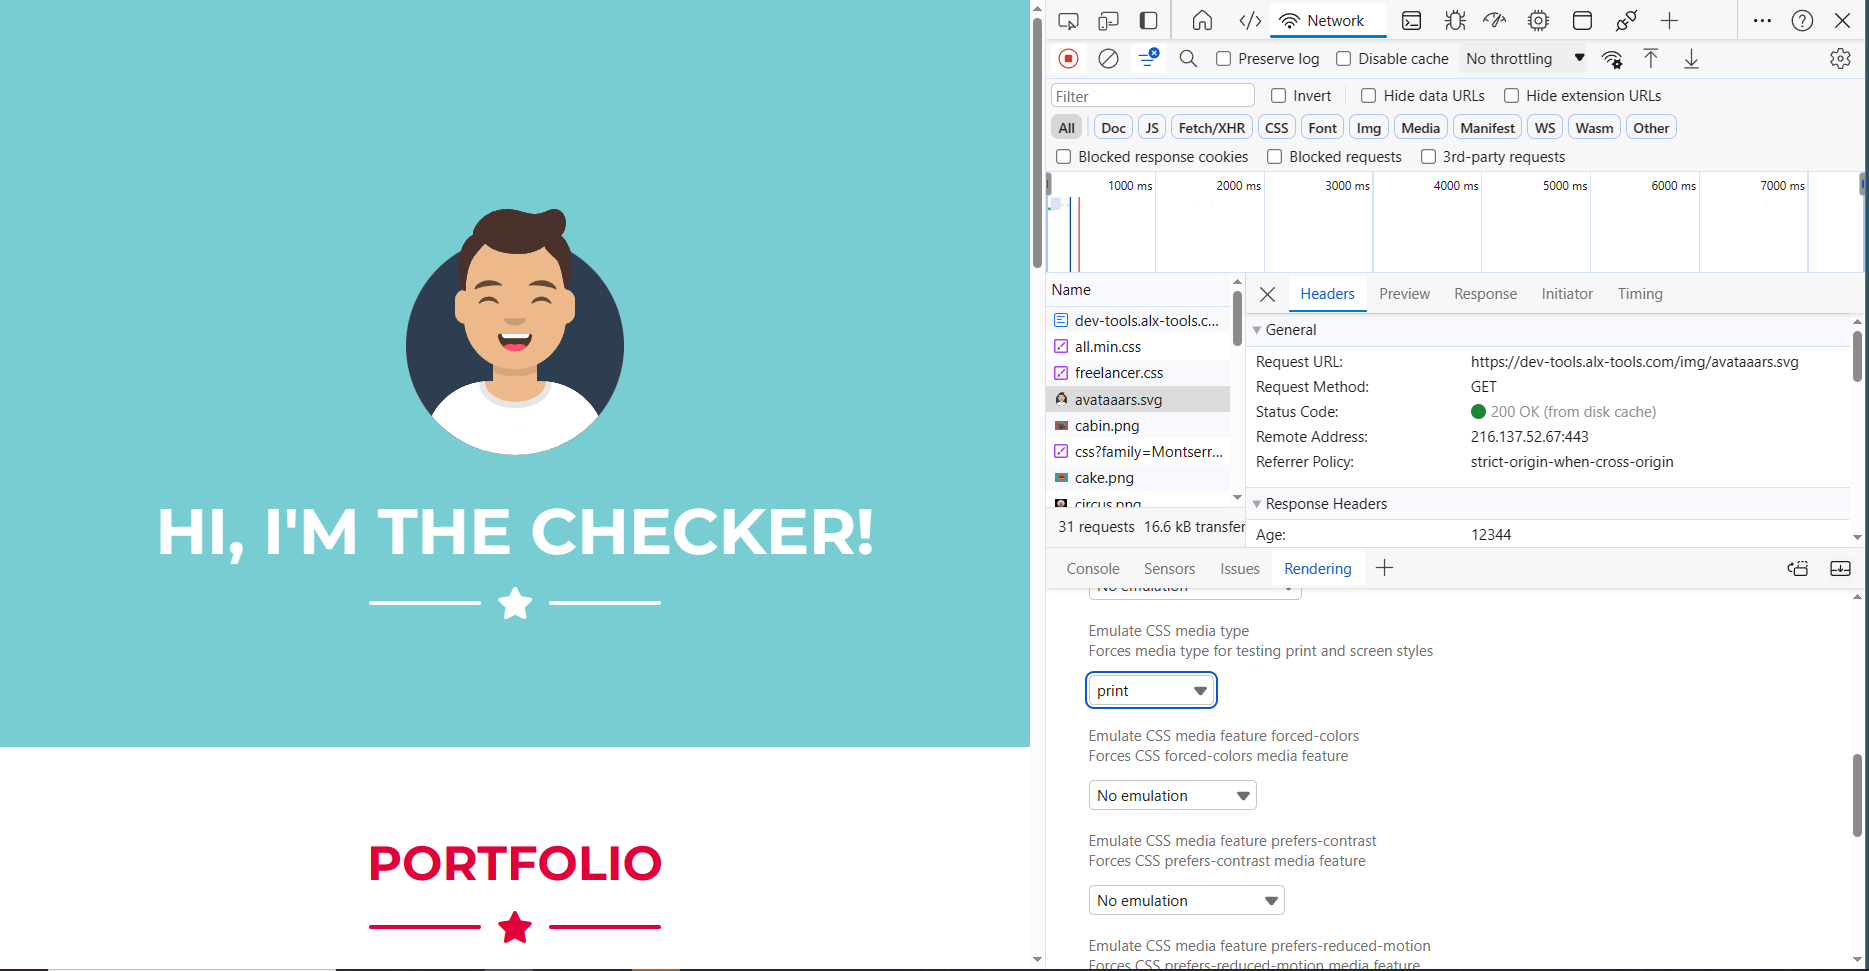 HI, I'M THE CHECKER!
PORTFOLIO
Network
Preserve log
Disable cache
No throttling
Filter
Invert
Hide data URLs
Hide extension URLs
All
Doc
JS
Fetch/XHR
CSS
Font
Img
Media
Manifest
WS
Wasm
Other
Blocked response cookies
Blocked requests
3rd-party requests
1000 ms
2000 ms
3000 ms
4000 ms
5000 ms
6000 ms
7000 ms
Name
dev-tools.alx-tools.c...
all.min.css
freelancer.css
avataaars.svg
cabin.png
css?family=Montserr...
cake.png
circus.png
31 requests 16.6 kB transfer
Headers
Preview
Response
Initiator
Timing
General
Request URL: https://dev-tools.alx-tools.com/img/avataaars.svg
Request Method: GET
Status Code: 200 OK (from disk cache)
Remote Address: 216.137.52.67:443
Referrer Policy: strict-origin-when-cross-origin
Response Headers
Age: 12344
Console
Sensors
Issues
Rendering
No emulation
Emulate CSS media type
Forces media type for testing print and screen styles
print
Emulate CSS media feature forced-colors
Forces CSS forced-colors media feature
No emulation
Emulate CSS media feature prefers-contrast
Forces CSS prefers-contrast media feature
No emulation
Emulate CSS media feature prefers-reduced-motion
Forces CSS prefers-reduced-motion media feature